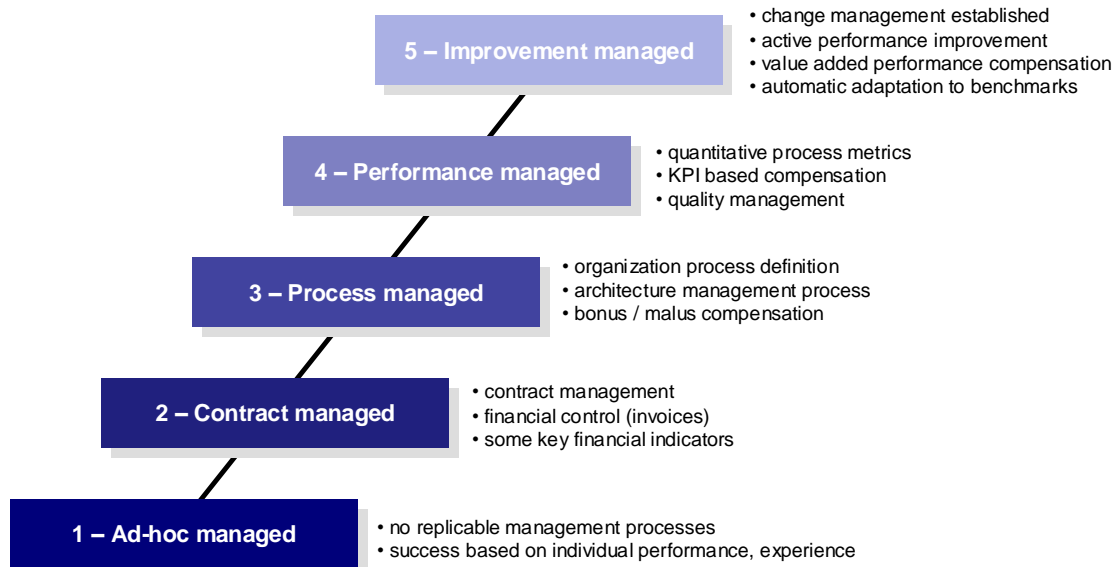 5 – Improvement managed
• change management established
• active performance improvement
• value added performance compensation
• automatic adaptation to benchmarks
4 – Performance managed
• quantitative process metrics
• KPI based compensation
• quality management
3 – Process managed
• organization process definition
• architecture management process
• bonus / malus compensation
2 – Contract managed
• contract management
• financial control (invoices)
• some key financial indicators
1 – Ad-hoc managed
• no replicable management processes
• success based on individual performance, experience